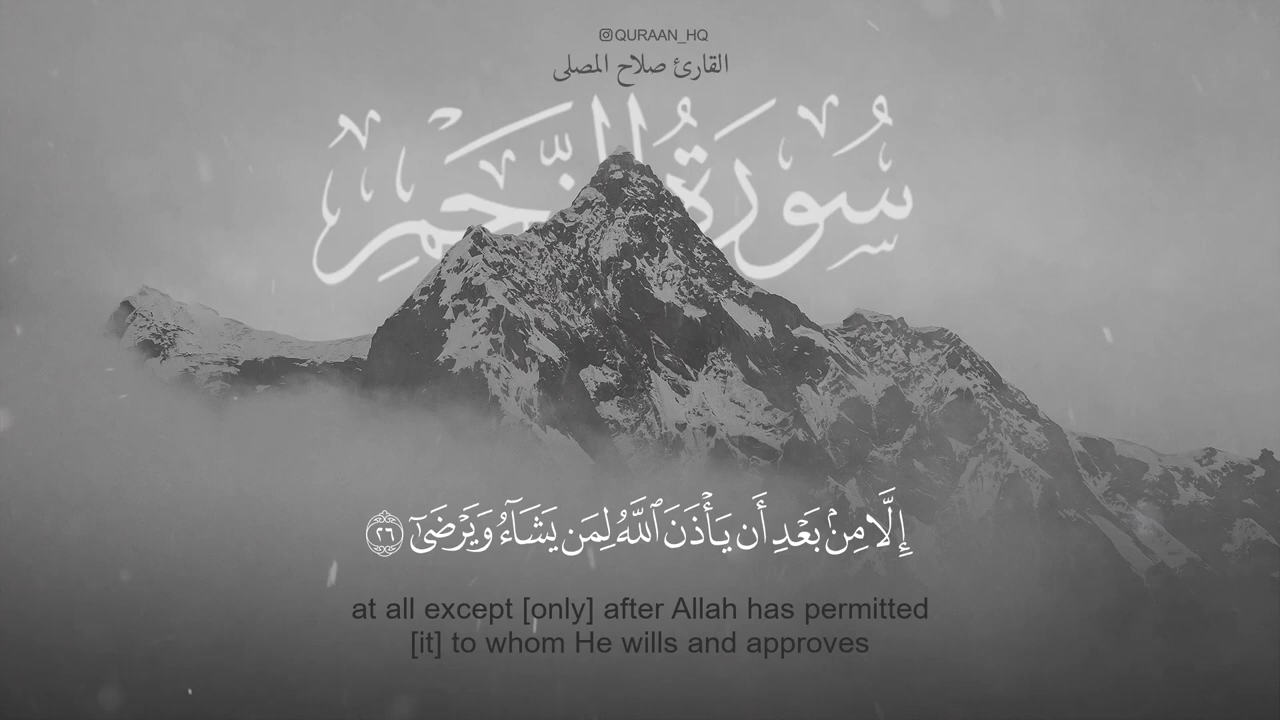 QURAAN_HQ
القارئ صلاح المصلى
سُورَةُ النَّجْمِ
إِلَّا مِنۢ بَعْدِ أَن يَأْذَنَ ٱللَّهُ لِمَن يَشَآءُ وَيَرْضَىٰٓ ٢٦
at all except [only] after Allah has permitted
[it] to whom He wills and approves